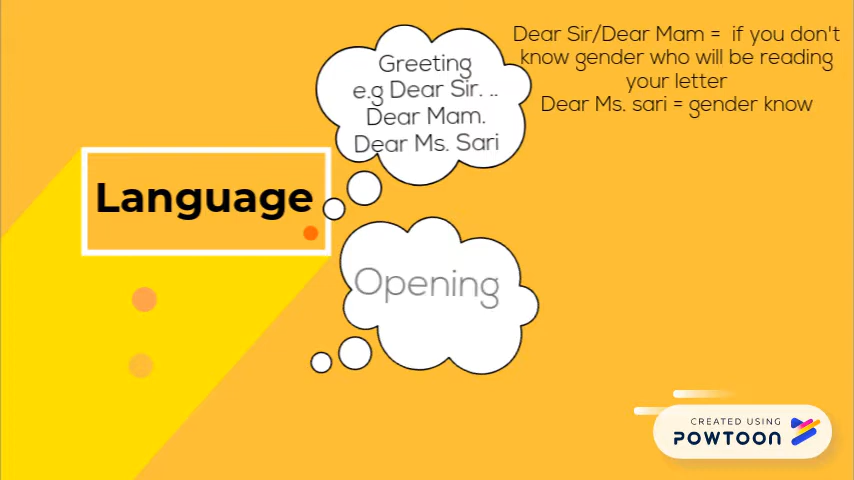 Dear Sir/Dear Mam = if you don't
know gender who will be reading
your letter
Dear Ms. sari = gender know
Greeting
e.g Dear Sir. ..
Dear Mam.
Dear Ms. Sari
Language
Opening
CREATED USING
POWTOON